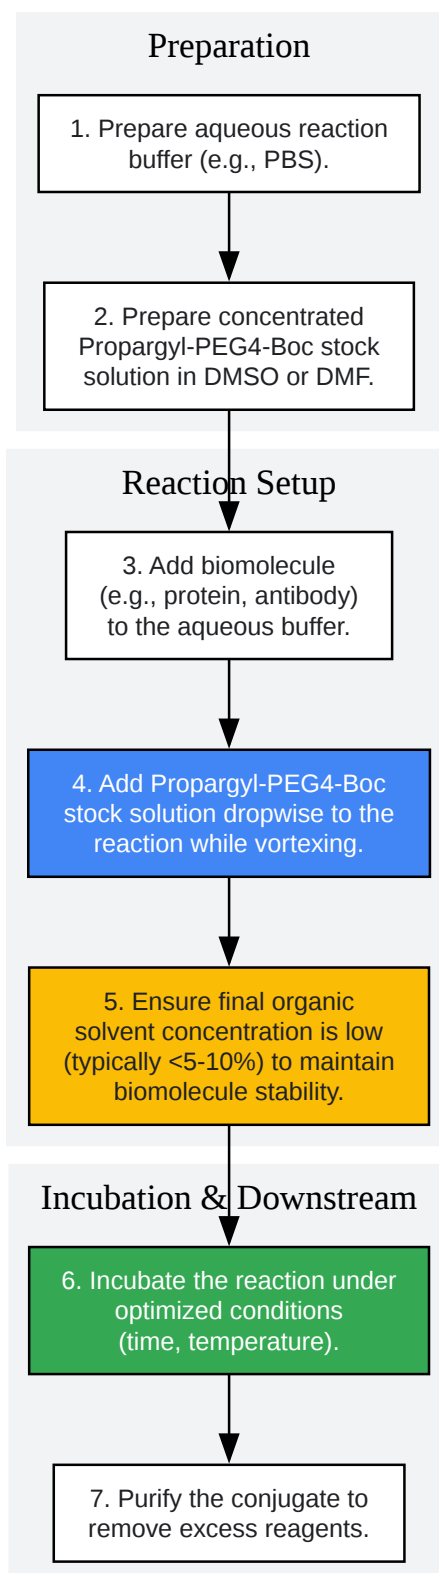 Preparation
1. Prepare aqueous reaction
buffer (e.g., PBS).
2. Prepare concentrated
Propargyl-PEG4-Boc stock
solution in DMSO or DMF.
Reaction Setup
3. Add biomolecule
(e.g., protein, antibody)
to the aqueous buffer.
4. Add Propargyl-PEG4-Boc
stock solution dropwise to the
reaction while vortexing.
5. Ensure final organic
solvent concentration is low
(typically <5-10%) to maintain
biomolecule stability.
Incubation & Downstream
6. Incubate the reaction under
optimized conditions
(time, temperature).
7. Purify the conjugate to
remove excess reagents.